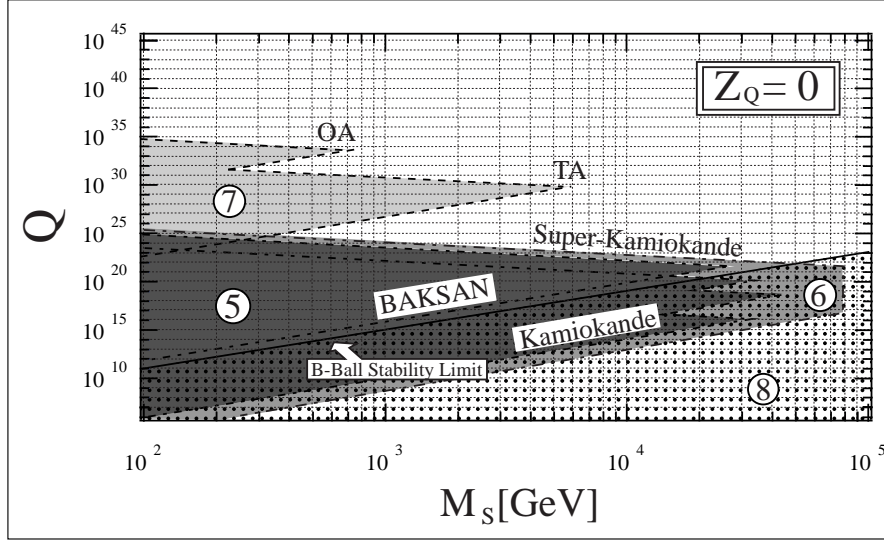 10 45
10 40
Z Q = 0
10 35
OA
10 30
TA
⑦
Q
10 25
Super-Kamiokande
10 20
⑤
BAKSAN
⑥
10 15
Kamiokande
10 10
B-Ball Stability Limit
⑧
10 2
10 3
10 4
10 5
M S [GeV]